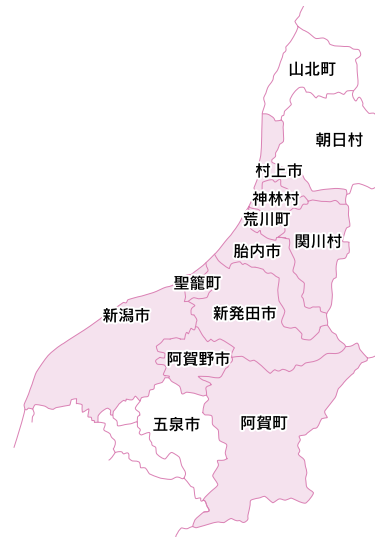 山北町
朝日村
村上市
神林村
荒川町
関川村
胎内市
聖籠町
新発田市
新潟市
阿賀野市
五泉市
阿賀町